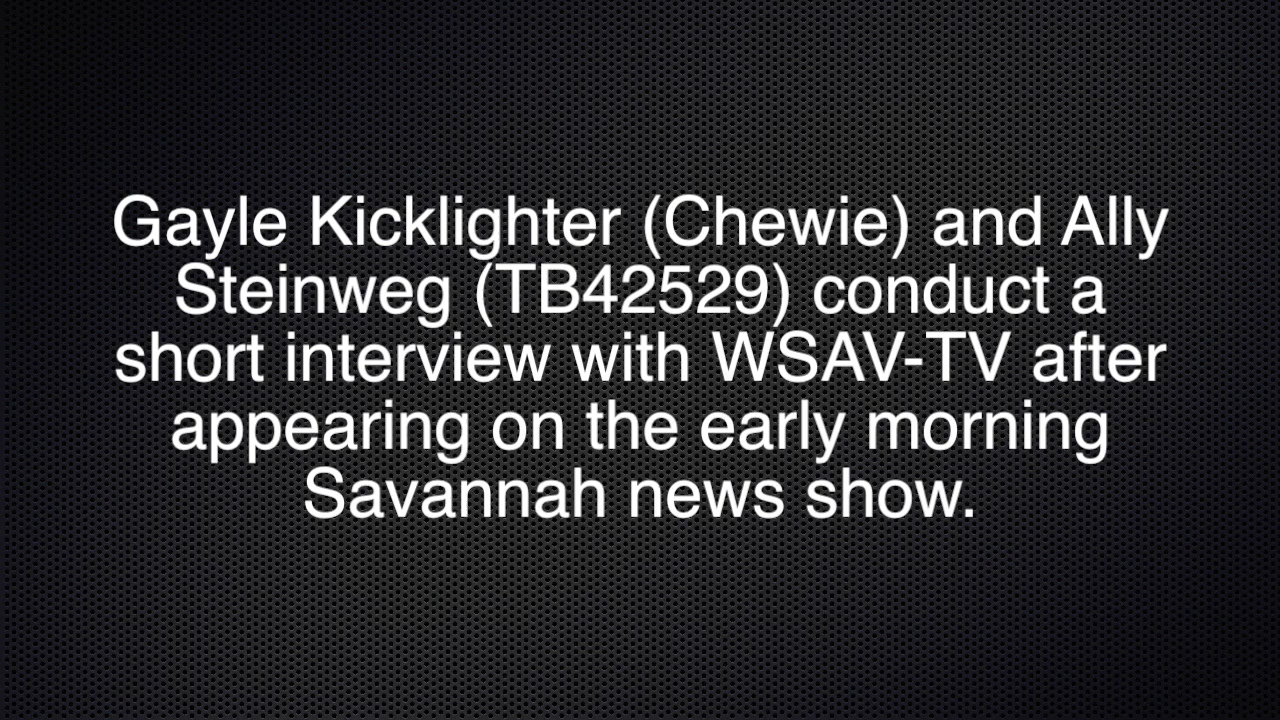 Gayle Kicklighter (Chewie) and Ally
Steinweg (TB42529) conduct a
short interview with WSAV-TV after
appearing on the early morning
Savannah news show.